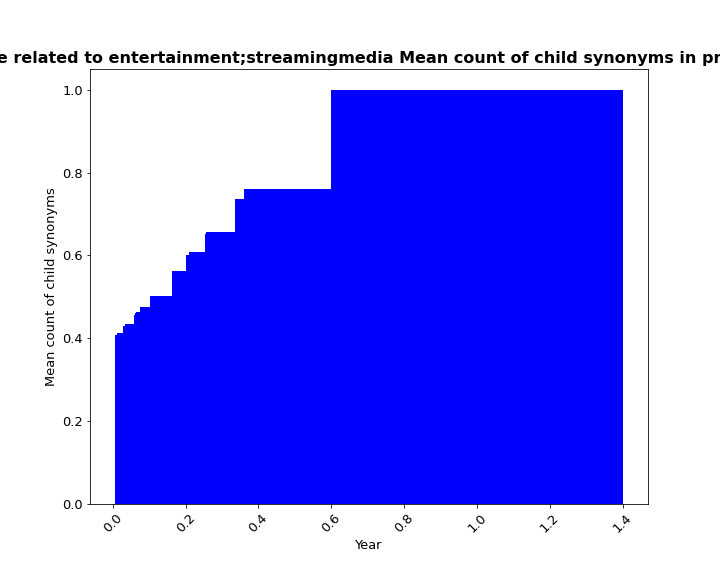 related to entertainment;streamingmedia Mean count of child synonyms in
1.0
0.8
0.6
0.4
0.2
0.0
Mean count of child synonyms
0.0 0.2 0.4 0.6 0.8 1.0 1.2 1.4
Year